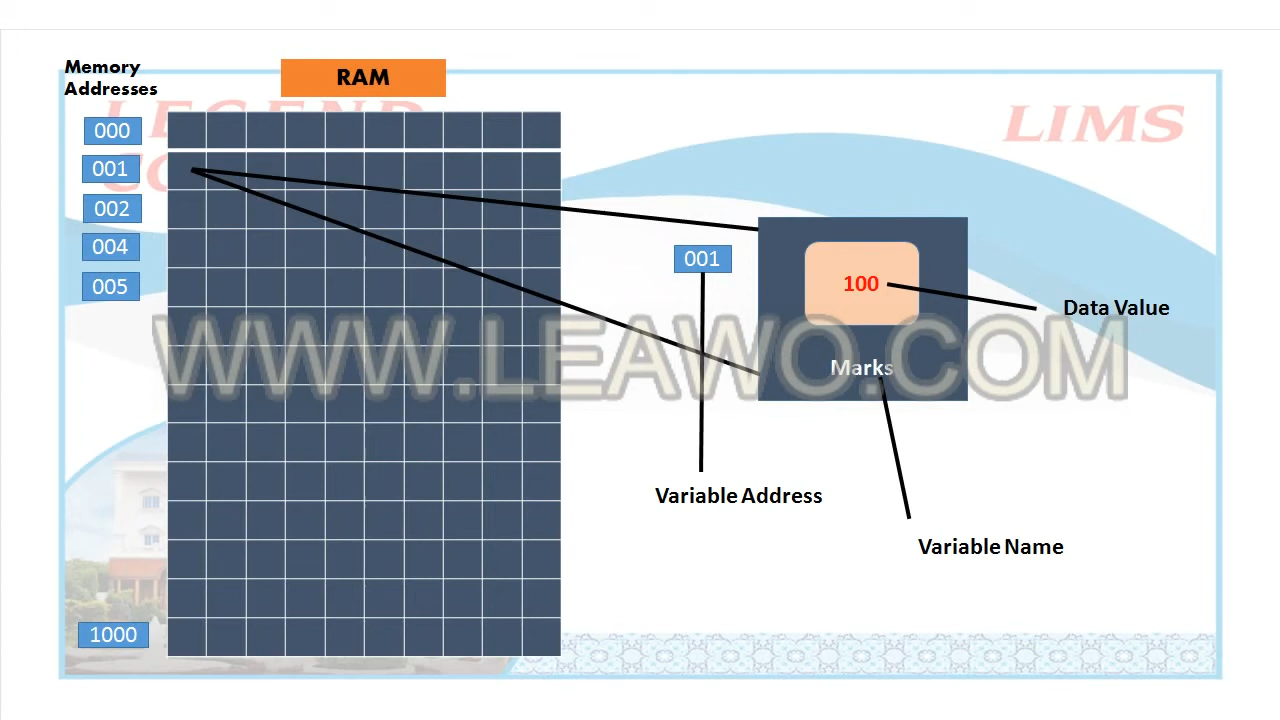 Memory
Addresses
RAM
LEGEND
LIMS
000
001
002
004
005
001
100
Data Value
WWW.LEAWO.COM
Marks
Variable Address
Variable Name
1000